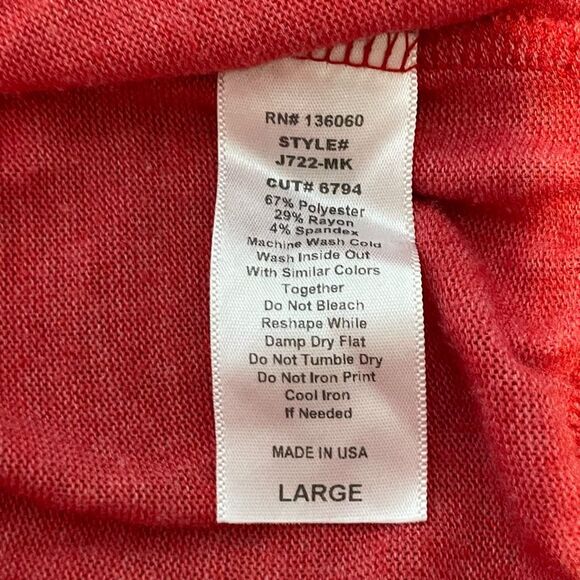 RN# 136060
STYLE#
J722-MK
CUT# 6794
67% Polyester
29% Rayon
4% Spandex
Machine Wash Cold
Wash Inside Out
With Similar Colors
Together
Do Not Bleach
Reshape While
Damp Dry Flat
Do Not Tumble Dry
Do Not Iron Print
Cool Iron
If Needed
MADE IN USA
LARGE